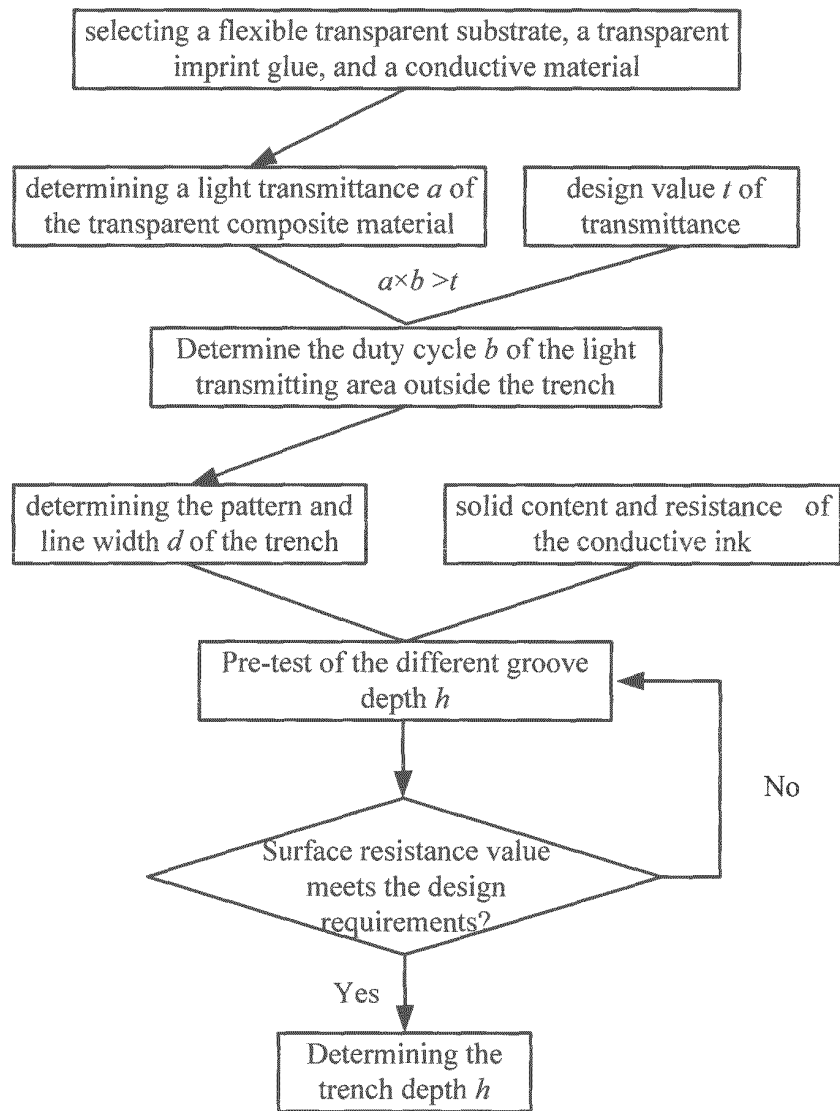 selecting a flexible transparent substrate, a transparent
imprint glue, and a conductive material
determining a light transmittance a of
the transparent composite material
design value t of
transmittance
a×b >t
Determine the duty cycle b of the light
transmitting area outside the trench
determining the pattern and
line width d of the trench
solid content and resistance of
the conductive ink
Pre-test of the different groove
depth h
No
Surface resistance value
meets the design
requirements?
Yes
Determining the
trench depth h